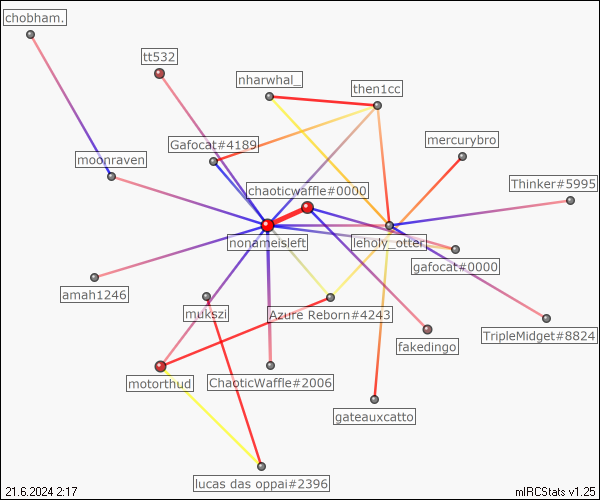 chobham.
tt532
nharwhal_
then1cc
Gafocat#4189
mercurybro
moonraven
Thinker#5995
chaoticwaffle#0000
nonameisleft
leholy_otter.
gafocat#0000
amah1246
mukszi
Azure Reborn#4243
fakedingo
TripleMidget#8824
motorthud
ChaoticWaffle#2006
gateauxcatto
lucas das oppai#2396
21.6.2024 2:17
mIRCStats v1.25